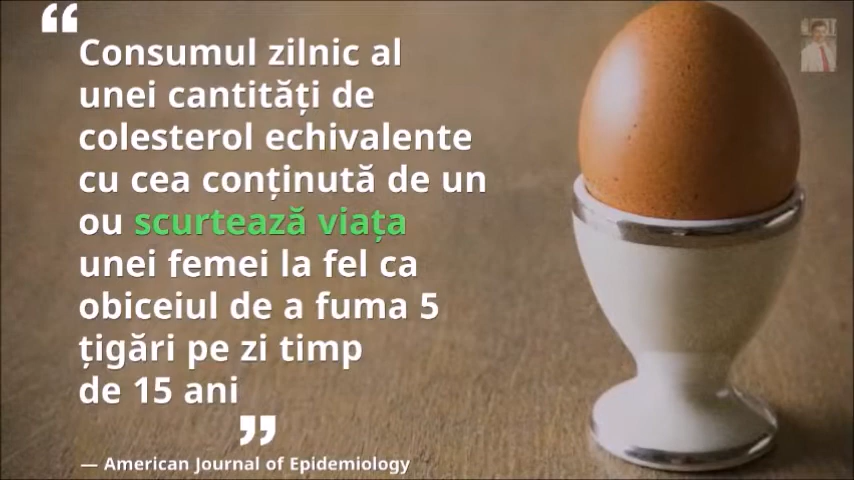 “
Consumul zilnic al
unei cantități de
colesterol echivalente
cu cea conținută de un
ou scurtează viața
unei femei la fel ca
obiceiul de a fuma 5
țigări pe zi timp
de 15 ani
”
— American Journal of Epidemiology